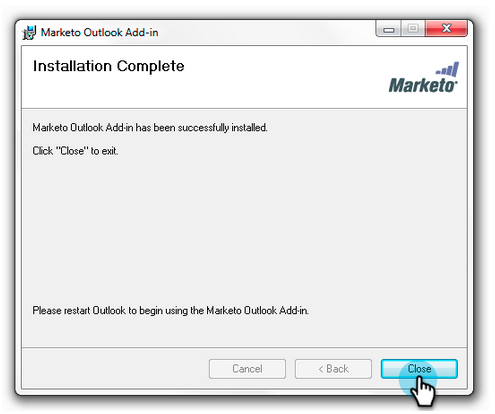 Marketo Outlook Add-in
Installation Complete
Marketo
Marketo Outlook Add-in has been successfully installed.
Click "Close" to exit.
Please restart Outlook to begin using the Marketo Outlook Add-in.
Cancel
< Back
Close